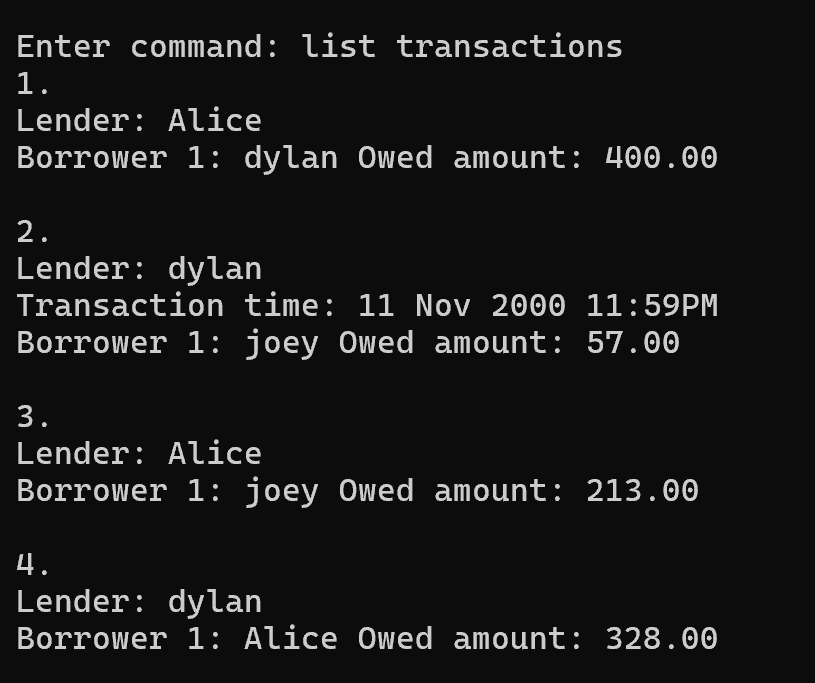 Enter command: list transactions
1.
Lender: Alice
Borrower 1: dylan Owed amount: 400.00
2.
Lender: dylan
Transaction time: 11 Nov 2000 11:59PM
Borrower 1: joey Owed amount: 57.00
3.
Lender: Alice
Borrower 1: joey Owed amount: 213.00
4.
Lender: dylan
Borrower 1: Alice Owed amount: 328.00